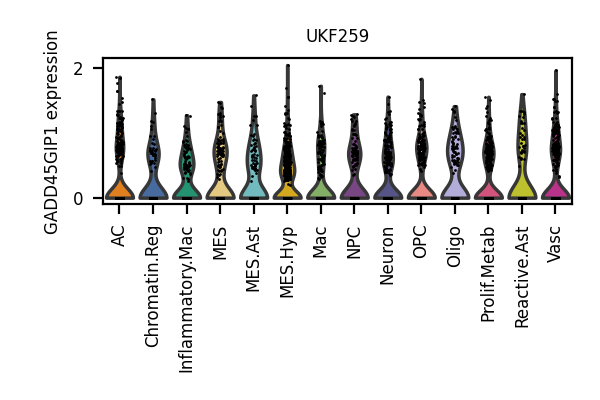 UKF259
GADD45GIP1 expression
2
0
AC
Chromatin.Reg
Inflammatory.Mac
MES
MES.Ast
MES.Hyp
Mac
NPC
Neuron
OPC
Oligo
Prolif.Metab
Reactive.Ast
Vasc